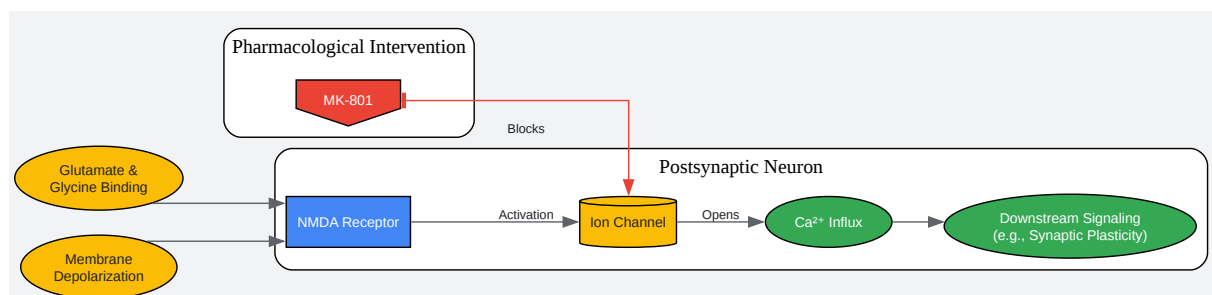 Pharmacological Intervention
MK-801
Blocks
Glutamate &
Glycine Binding
Postsynaptic Neuron
NMDA Receptor
Activation
Ion Channel
Opens
Ca²⁺ Influx
Downstream Signaling
(e.g., Synaptic Plasticity)
Membrane
Depolarization